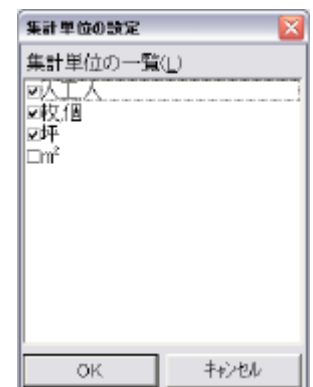 集計単位の設定
集計単位の一覧(L)
人工,人
枚,個
坪
㎡
OK
キャンセル